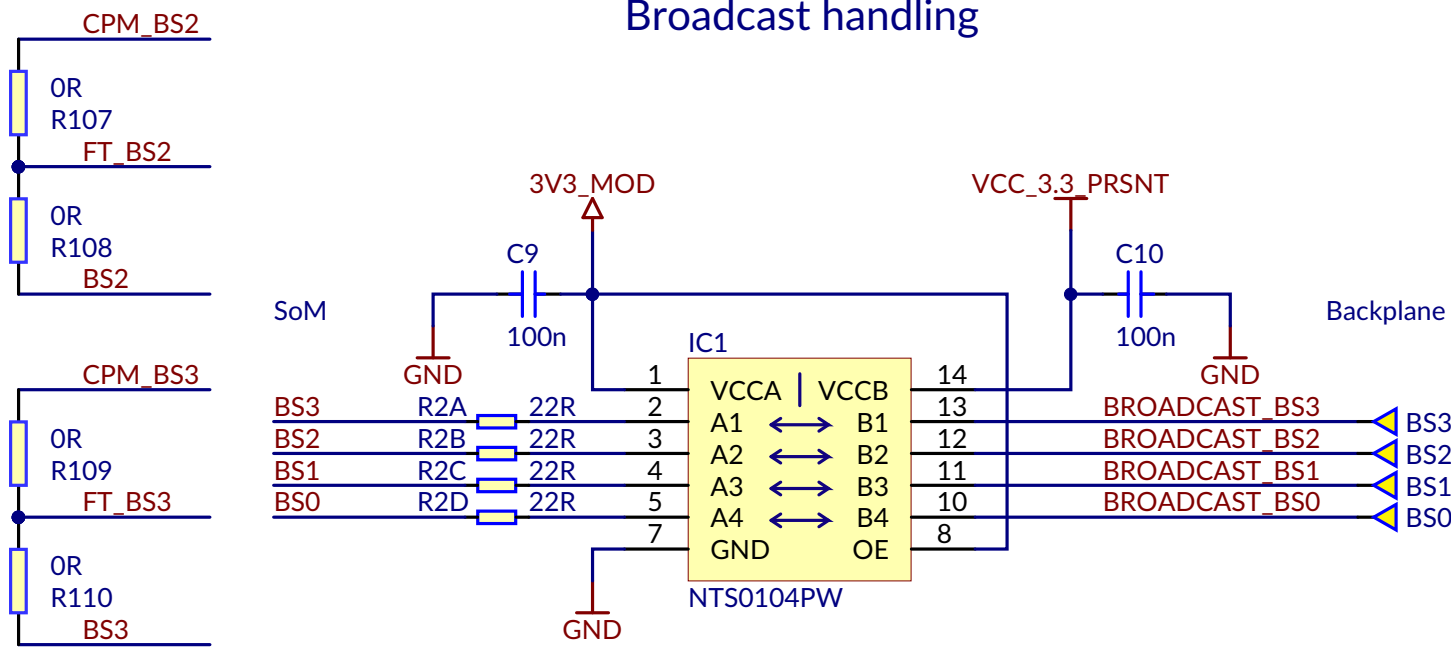 Broadcast handling
CPM_BS2
0R
R107
FT_BS2
0R
R108
BS2
CPM_BS3
0R
R109
FT_BS3
0R
R110
BS3
SoM
3V3_MOD
C9
100n
GND
VCC_3.3_PRSNT
C10
100n
GND
Backplane
IC1
1 VCCA | VCCB 14
BS3 R2A 22R 2 A1 B1 13 BROADCAST_BS3 BS3
BS2 R2B 22R 3 A2 B2 12 BROADCAST_BS2 BS2
BS1 R2C 22R 4 A3 B3 11 BROADCAST_BS1 BS1
BS0 R2D 22R 5 A4 B4 10 BROADCAST_BS0 BS0
7 GND OE 8
NTS0104PW
GND